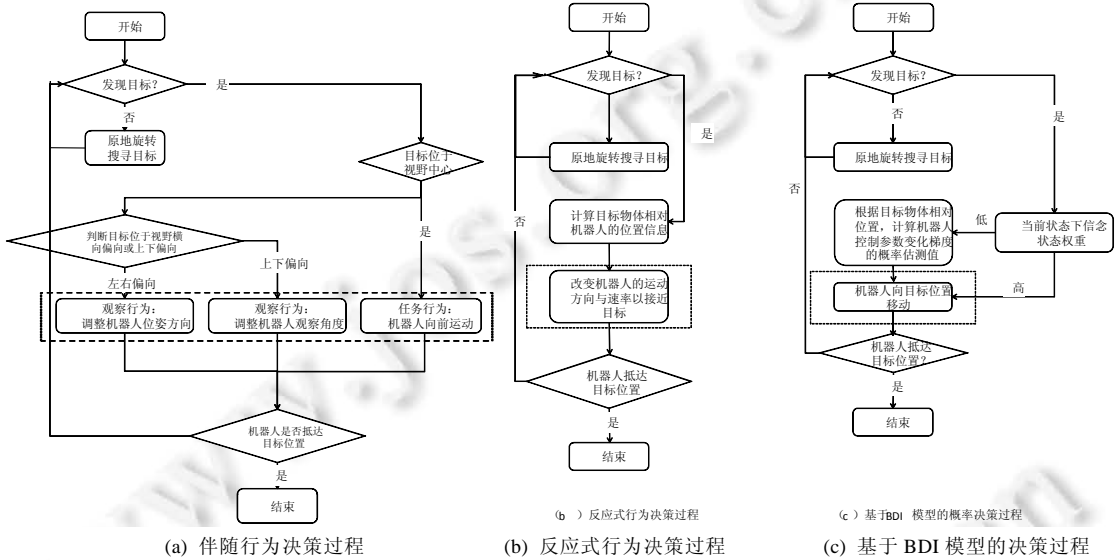 开始
发现目标?
是
否
原地旋转
搜寻目标
目标位于
视野中心
判断目标位于视野横
向偏向或上下偏向
是
上下偏向
左右偏向
观察行为:
调整机器人位姿方向
观察行为:
调整机器人观察角度
任务行为:
机器人向前运动
机器人是否抵达
目标位置
是
结束
(a) 伴随行为决策过程
开始
发现目标?
是
原地旋转搜寻目标
否
计算目标物体相对
机器人的位置信息
改变机器人的运动
方向与速率以接近
目标
机器人抵达
目标位置
是
结束
(b )反应式行为决策过程
(b) 反应式行为决策过程
开始
发现目标?
否
是
原地旋转搜寻目标
否
根据目标物体相对
位置,计算机器人
控制参数变化梯度
的概率估测值
低
当前状态下信念
状态权重
高
机器人向目标位置
移动
机器人抵达
目标位置?
是
结束
(c )基于BDI 模型的概率决策过程
(c) 基于 BDI 模型的决策过程
www.jos.org.cn